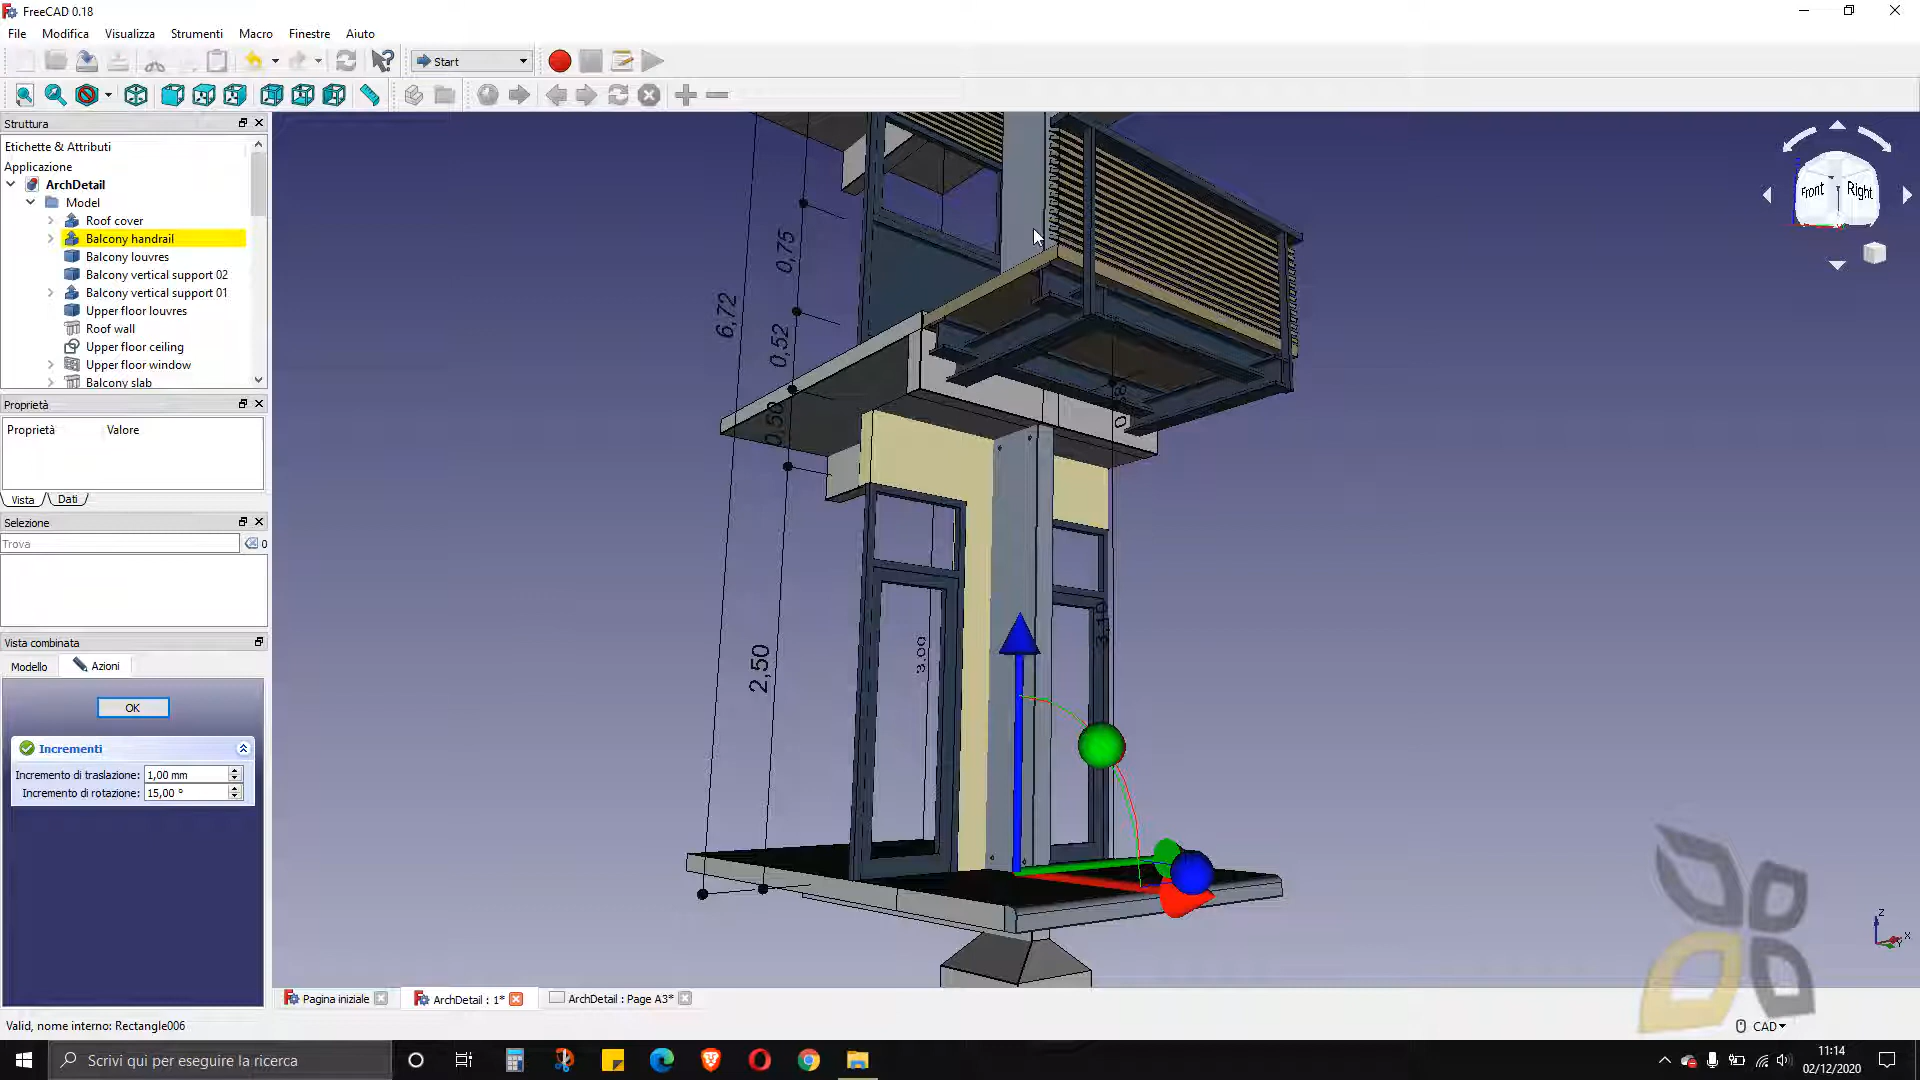 FreeCAD 0.18
File Modifica Visualizza Strumenti Macro Finestre Aiuto
Start
Struttura
Etichette & Attributi
Applicazione
ArchDetail
Model
Roof cover
Balcony handrail
Balcony louvres
Balcony vertical support 02
Balcony vertical support 01
Upper floor louvres
Roof wall
Upper floor ceiling
Upper floor window
Balcony slab
Proprietà
Proprietà Valore
Vista Dati
Selezione
Trova
0
Vista combinata
Modello Azioni
OK
Incrementi
Incremento di traslazione: 1,00 mm
Incremento di rotazione: 15,00 °
Front Right
0,75
6,72
0,52
0,50
2,50
3.00
Z
X
Pagina iniziale ArchDetail : 1* ArchDetail : Page A3*
Valid, nome interno: Rectangle006
CAD
Scrivi qui per eseguire la ricerca
11:14
02/12/2020